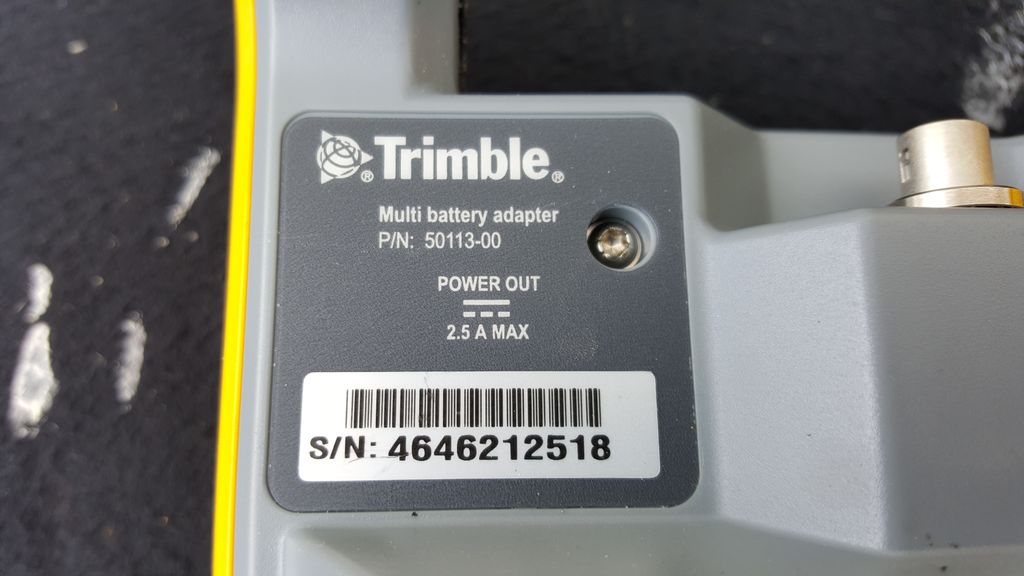 Trimble®
Multi battery adapter
P/N: 50113-00
POWER OUT
2.5 A MAX
S/N: 4646212518